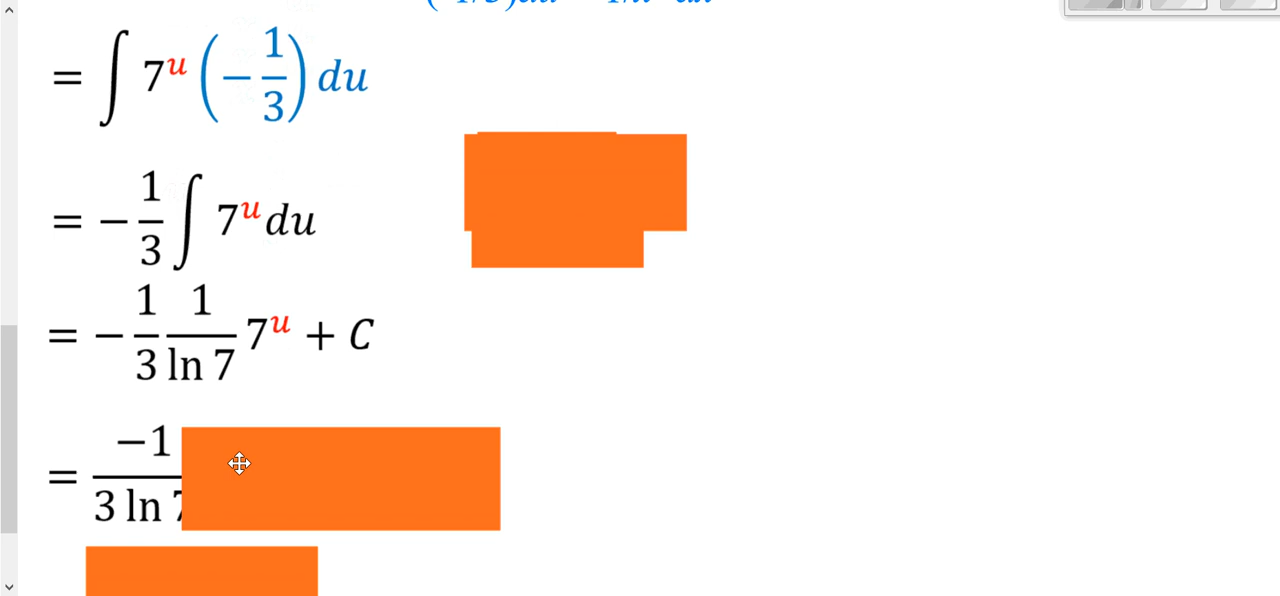 = ∫ 7^u (−1/3) du
= −1/3 ∫ 7^u du
= −1/3 1/ln 7 7^u + C
= −1/3 ln 7